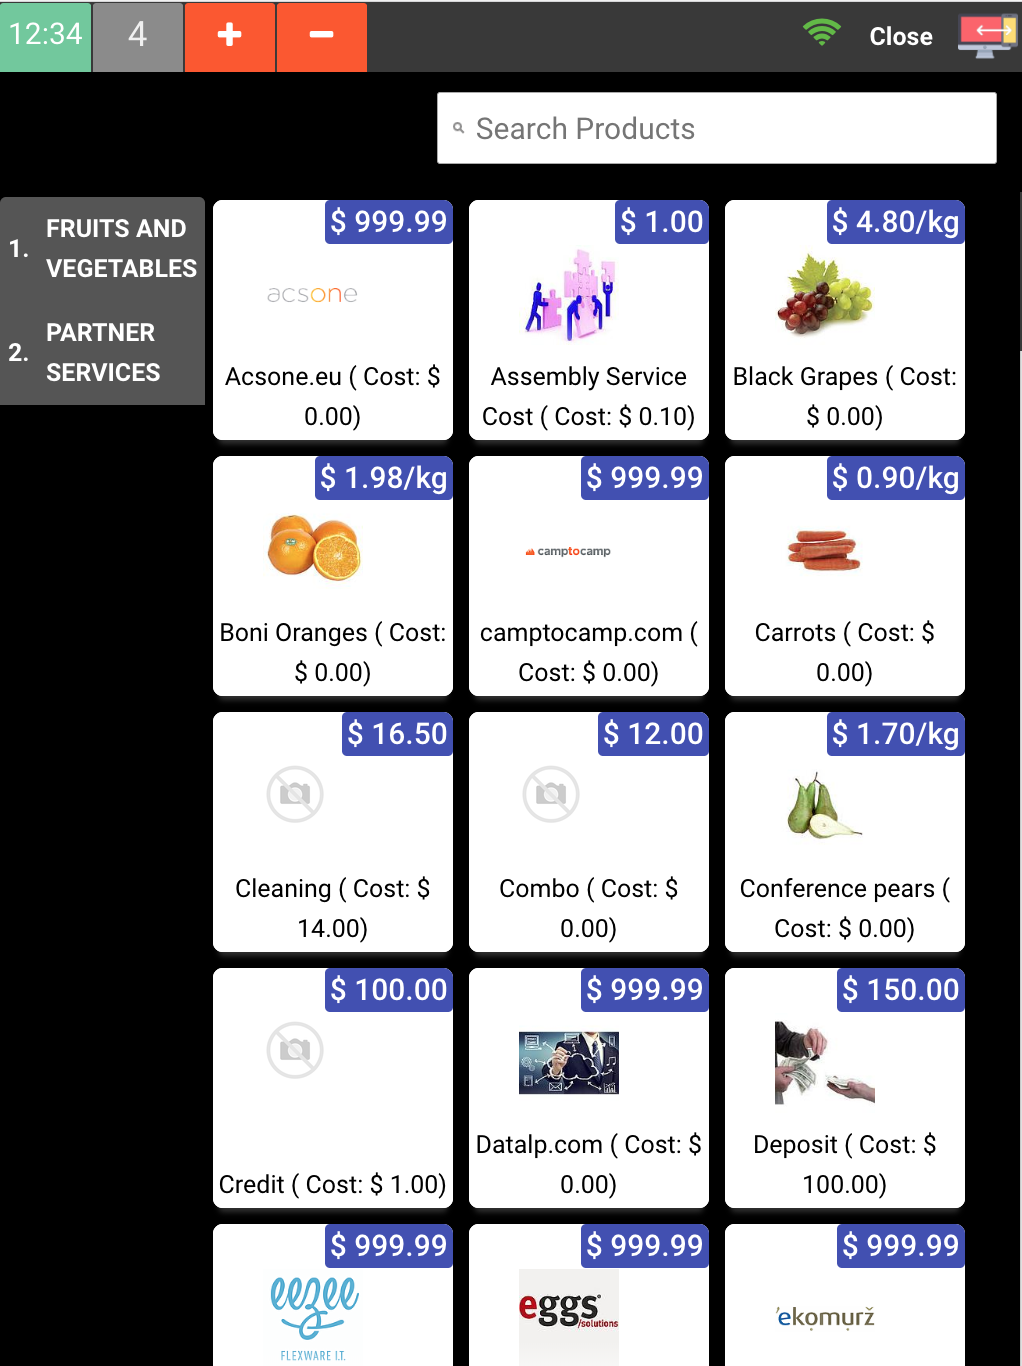 12:34
4
Close
Search Products
1. FRUITS AND
VEGETABLES
2. PARTNER
SERVICES
$ 999.99
acsone
Acsone.eu ( Cost: $
0.00)
$ 1.00
Assembly Service
Cost ( Cost: $ 0.10)
$ 4.80/kg
Black Grapes ( Cost:
$ 0.00)
$ 1.98/kg
Boni Oranges ( Cost:
$ 0.00)
$ 999.99
camptocamp
camptocamp.com (
Cost: $ 0.00)
$ 0.90/kg
Carrots ( Cost: $
0.00)
$ 16.50
Cleaning ( Cost: $
14.00)
$ 12.00
Combo ( Cost: $
0.00)
$ 1.70/kg
Conference pears (
Cost: $ 0.00)
$ 100.00
Credit ( Cost: $ 1.00)
$ 999.99
Datalp.com ( Cost: $
0.00)
$ 150.00
Deposit ( Cost: $
100.00)
$ 999.99
eezee
FLEXWARE I.T.
$ 999.99
eggs
/solutions
$ 999.99
'ekomurž